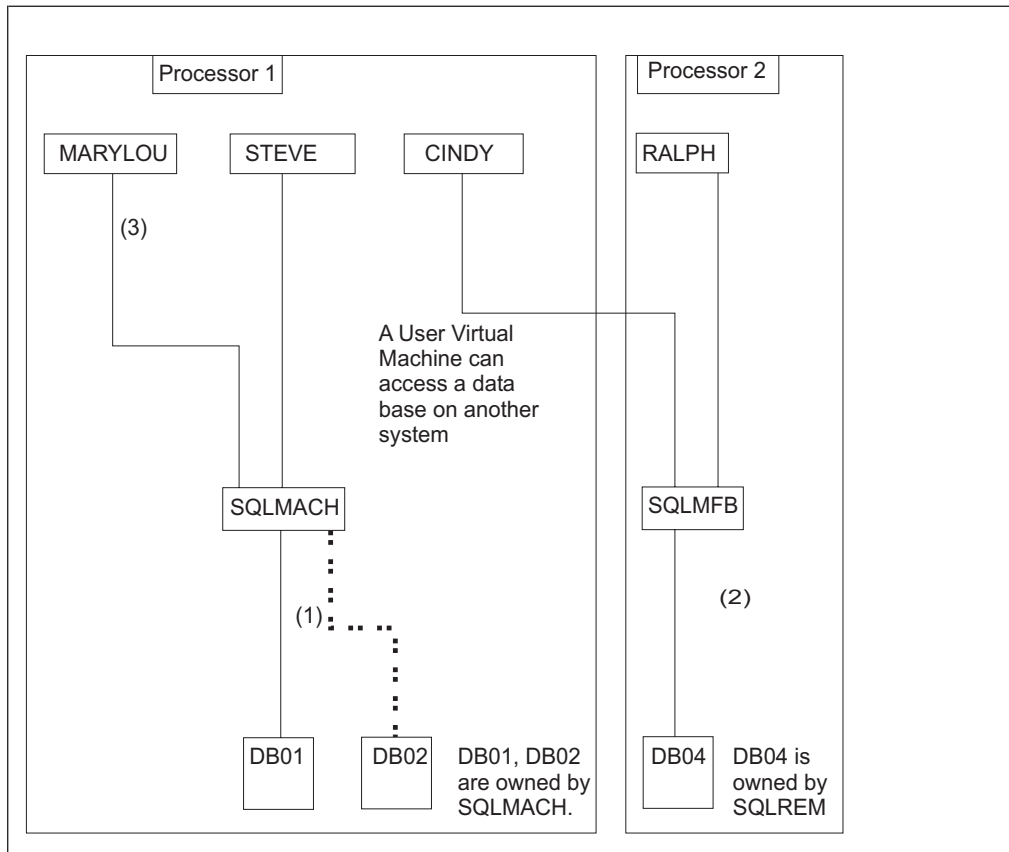 Processor 1
Processor 2
MARYLOU
STEVE
CINDY
RALPH
(3)
A User Virtual
Machine can
access a data
base on another
system
SQLMACH
SQLMFB
(1)
(2)
DB01
DB02
DB01, DB02
are owned by
SQLMACH.
DB04
DB04 is
owned by
SQLREM